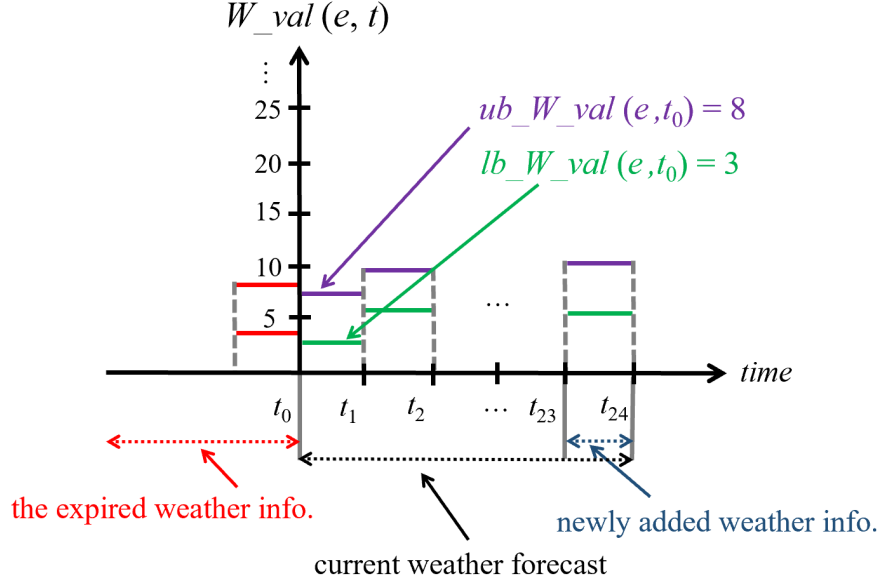 W_val (e, t)
...
25
ub_W_val (e,t0) = 8
20
lb_W_val (e,t0) = 3
15
10
5
...
time
t0 t1 t2 ... t23 t24
the expired weather info.
newly added weather info.
current weather forecast